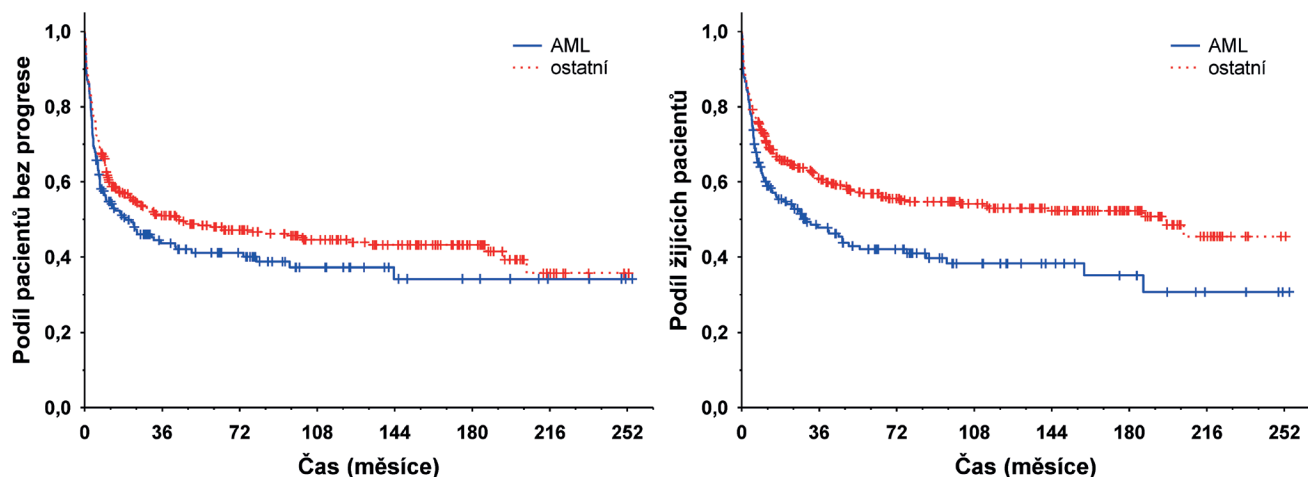 Podíl pacientů bez progrese
1,0
0,8
0,6
0,4
0,2
0,0
AML
ostatní
0 36 72 108 144 180 216 252
Čas (měsíce)
Podíl žijících pacientů
1,0
0,8
0,6
0,4
0,2
0,0
AML
ostatní
0 36 72 108 144 180 216 252
Čas (měsíce)